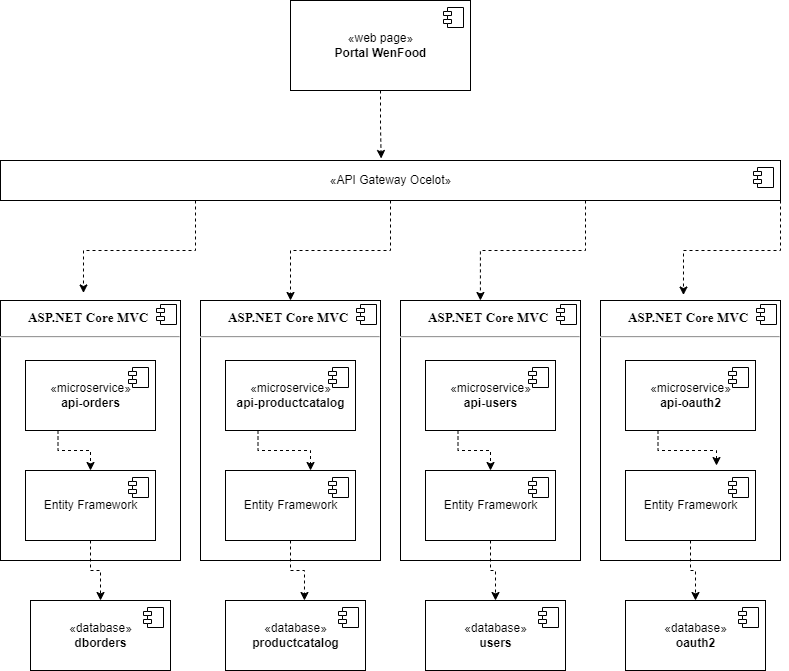 «web page»
Portal WenFood
«API Gateway Ocelot»
ASP.NET Core MVC
ASP.NET Core MVC
ASP.NET Core MVC
ASP.NET Core MVC
«microservice»
api-orders
«microservice»
api-productcatalog
«microservice»
api-users
«microservice»
api-oauth2
Entity Framework
Entity Framework
Entity Framework
Entity Framework
«database»
dborders
«database»
productcatalog
«database»
users
«database»
oauth2